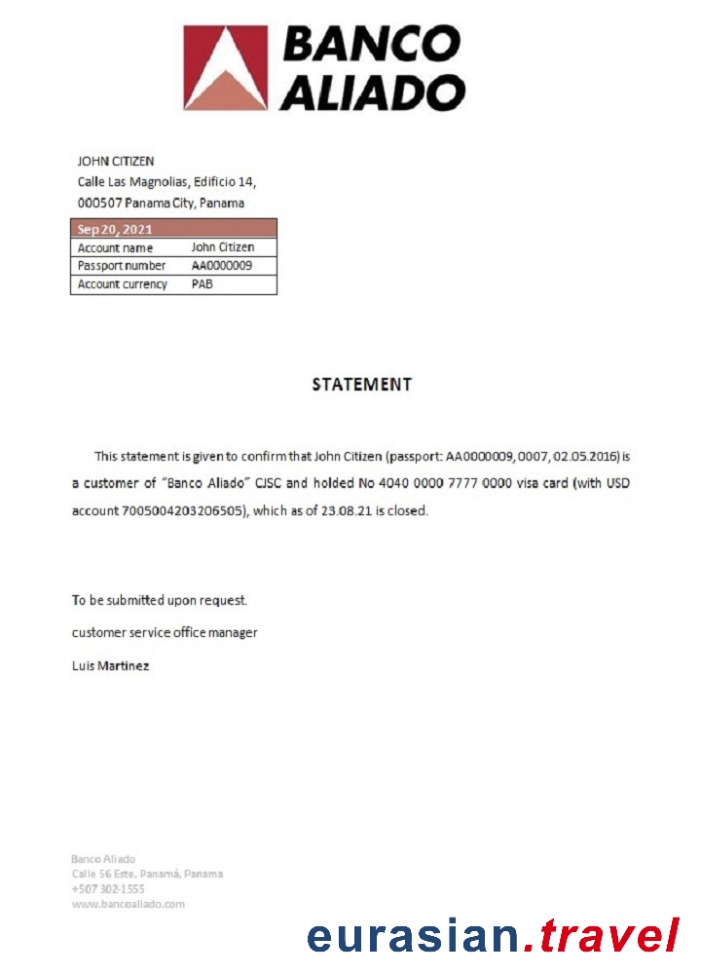 BANCO
ALIADO
JOHN CITIZEN
Calle Las Magnolias, Edificio 14,
000507 Panama City, Panama
Sep 20, 2021
Account name John Citizen
Passport number AA0000009
Account currency PAB
STATEMENT
This statement is given to confirm that John Citizen (passport: AA0000009, 0007, 02.05.2016) is
a customer of “Banco Aliado” CJSC and holded No 4040 0000 7777 0000 visa card (with USD
account 7005004203206505), which as of 23.08.21 is closed.
To be submitted upon request.
customer service office manager
Luis Martinez
Banco Aliado
Calle 56 Este, Panamá, Panama
+507 302-1555
www.bancoaliado.com
eurasian.travel